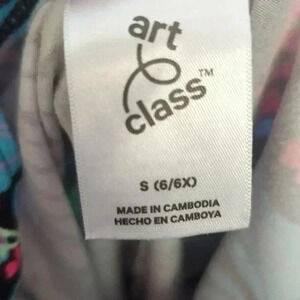 art
class™
S (6/6X)
MADE IN CAMBODIA
HECHO EN CAMBOYA